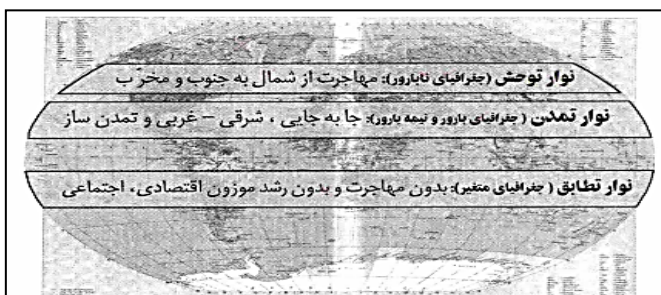 نوار توحش (جغرافیای نابارور): مهاجرت از شمال به جنوب و مخرّب
نوار تمدن (جغرافیای بارور و نیمه بارور): جا به جایی ، شرقی – غربی و تمدن ساز
نوار تطابق (جغرافیای متغیر): بدون مهاجرت و بدون رشد موزون اقتصادی، اجتماعی